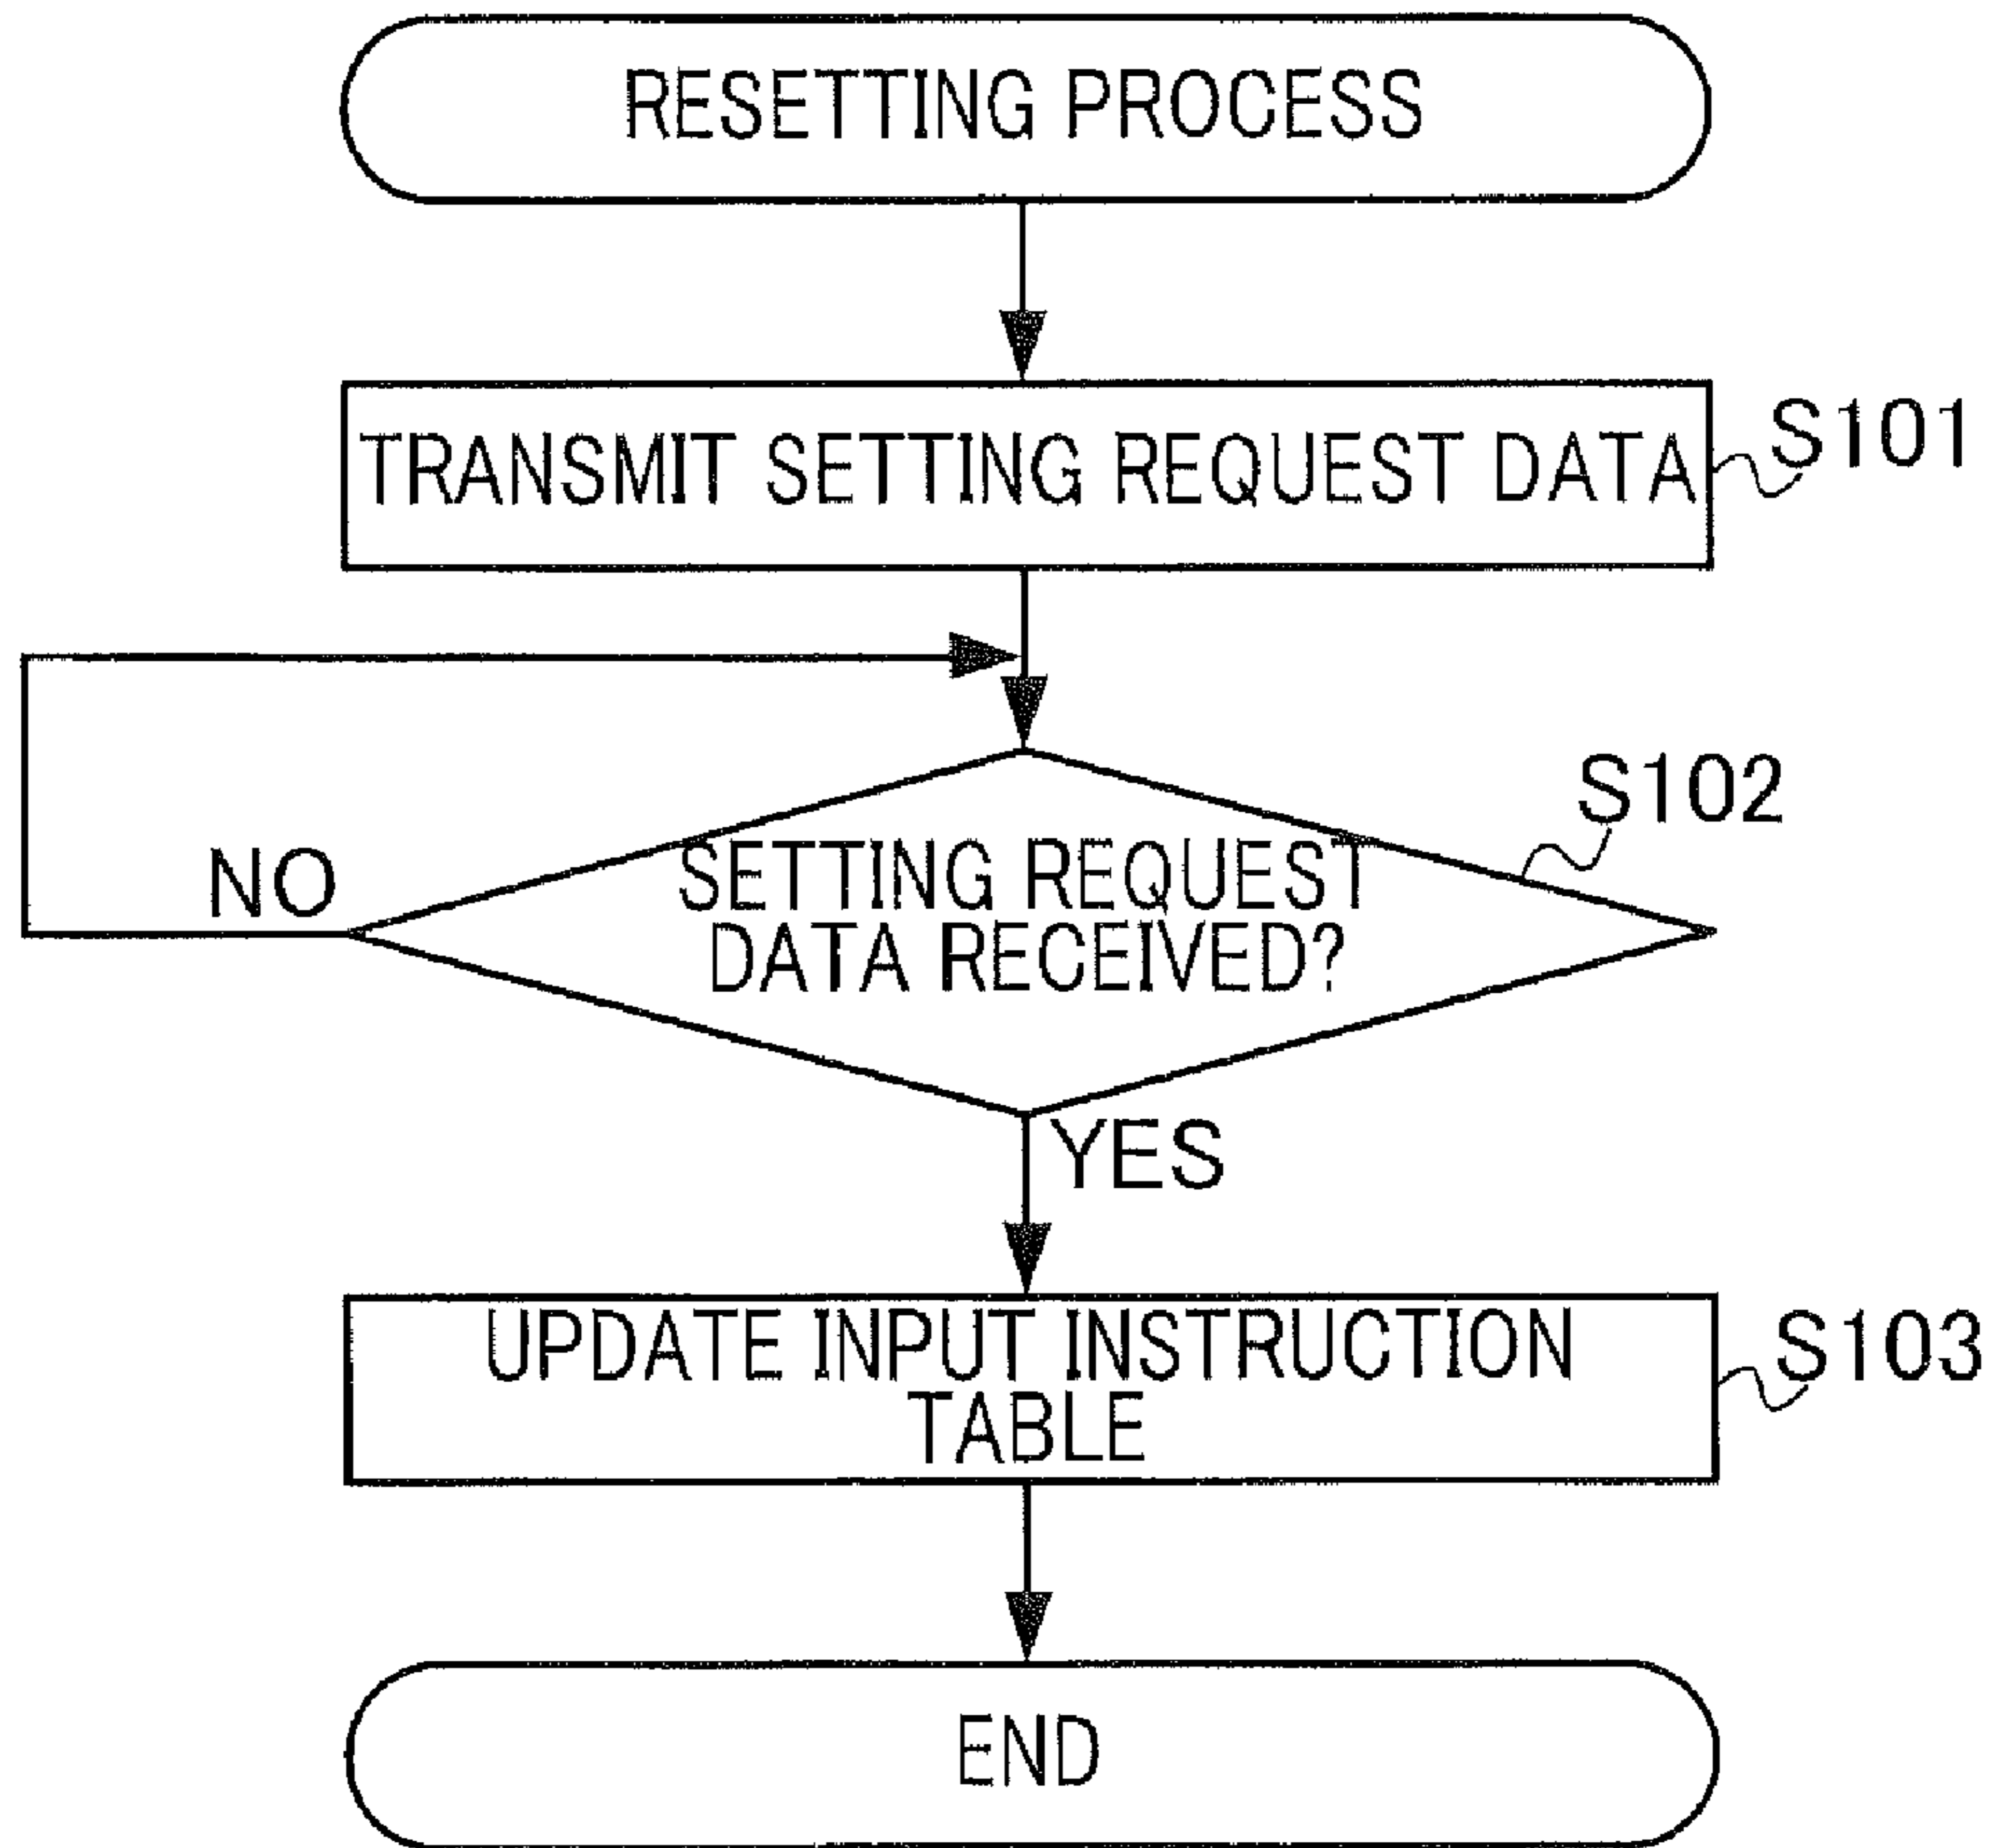 RESETTING PROCESS
TRANSMIT SETTING REQUEST DATA
S101
S102
SETTING REQUEST
DATA RECEIVED?
NO
YES
UPDATE INPUT INSTRUCTION
TABLE
S103
END